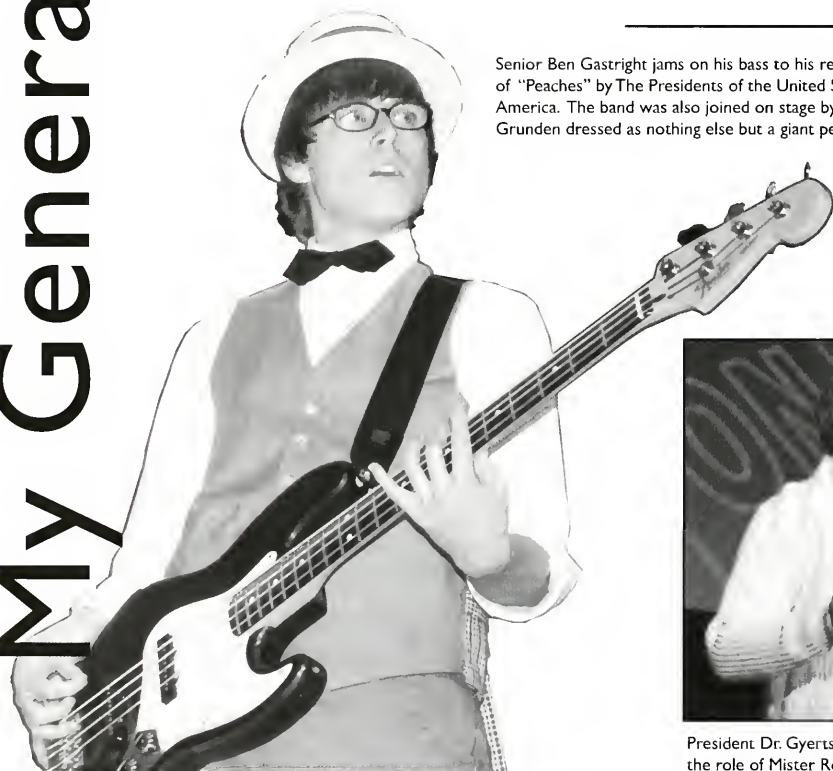 My Genera
Senior Ben Gastright jams on his bass to his re
of “Peaches” by The Presidents of the United S
America. The band was also joined on stage by
Grunden dressed as nothing else but a giant pe
President Dr. Gyerts
the role of Mister R